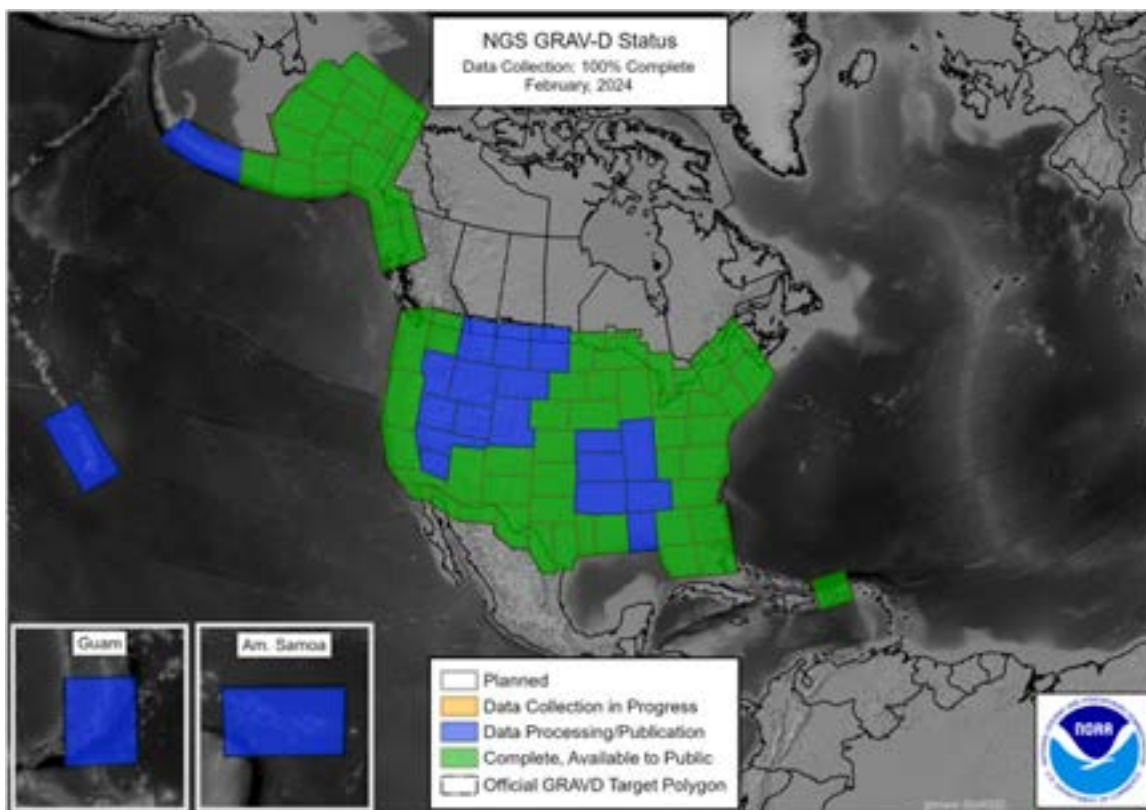 NGS GRAV-D Status
Data Collection: 100% Complete
February, 2024
Guam
Am. Samoa
Planned
Data Collection in Progress
Data Processing/Publication
Complete, Available to Public
Official GRAVD Target Polygon
NOAA